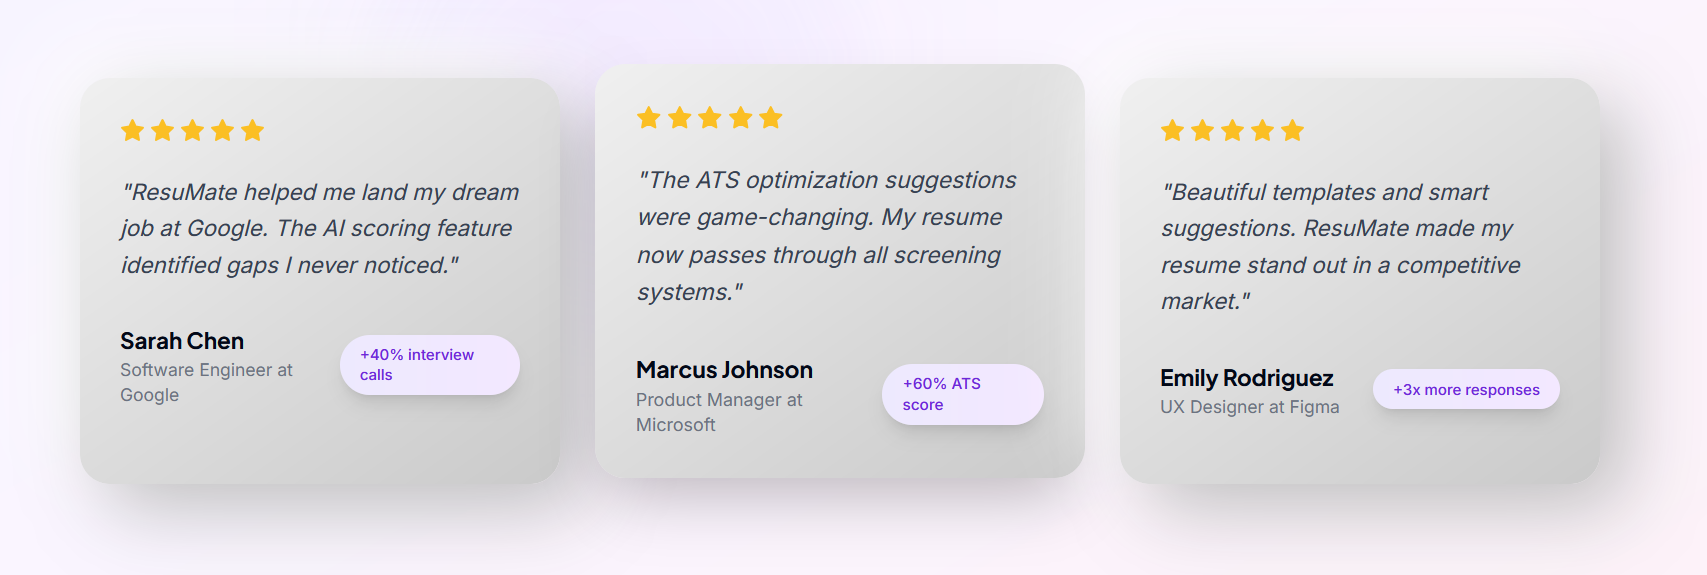 "ResuMate helped me land my dream
job at Google. The AI scoring feature
identified gaps I never noticed."
Sarah Chen
Software Engineer at
Google
+40% interview
calls
"The ATS optimization suggestions
were game-changing. My resume
now passes through all screening
systems."
Marcus Johnson
Product Manager at
Microsoft
+60% ATS
score
"Beautiful templates and smart
suggestions. ResuMate made my
resume stand out in a competitive
market."
Emily Rodriguez
UX Designer at Figma
+3x more responses